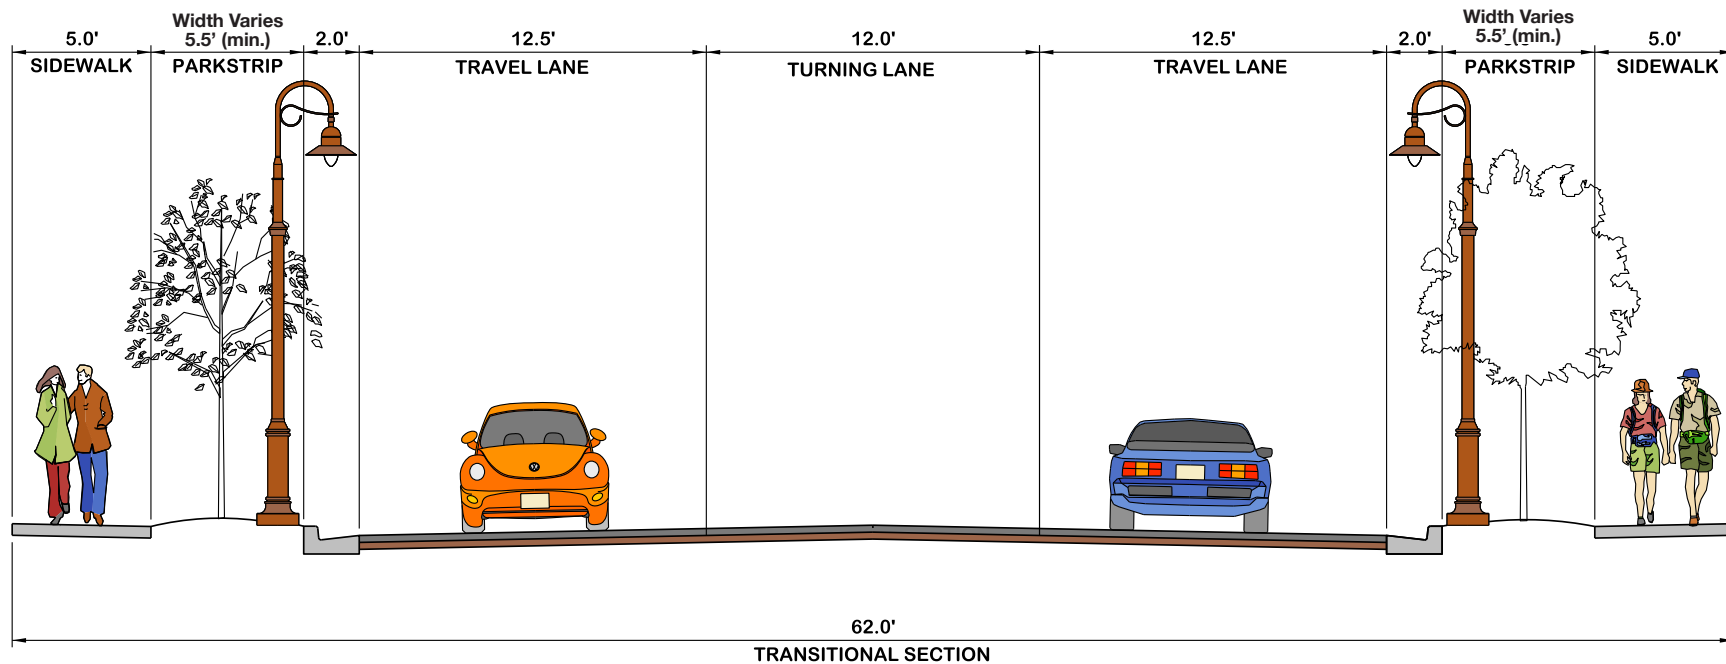 Width Varies
5.5' (min.)
Width Varies
5.5' (min.)
5.0'
2.0'
12.5'
12.0'
12.5'
2.0'
5.0'
SIDEWALK
PARKSTRIP
TRAVEL LANE
TURNING LANE
TRAVEL LANE
PARKSTRIP
SIDEWALK
62.0'
TRANSITIONAL SECTION